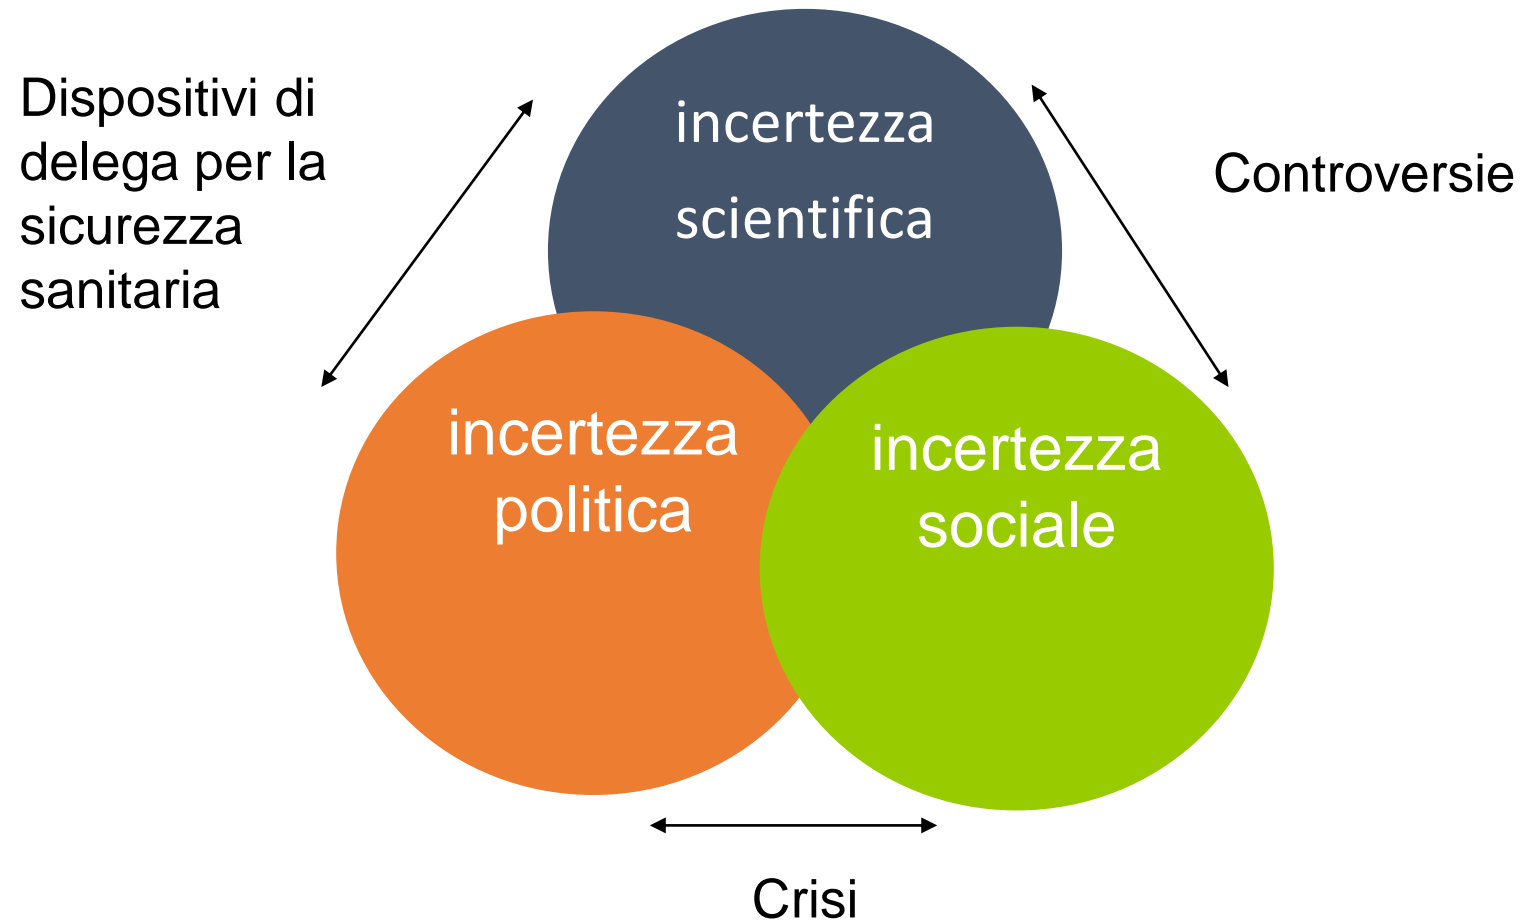 Dispositivi di
delega per la
sicurezza
sanitaria
incertezza
scientifica
Controversie
incertezza
politica
incertezza
sociale
Crisi